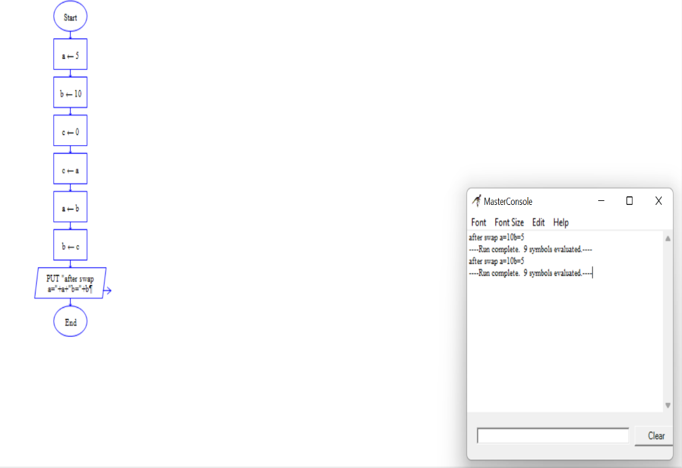 Start
a ← 5
b ← 10
c ← 0
c ← a
a ← b
b ← c
PUT "after swap
a="+a+"b="+b¶
End
MasterConsole
Font Font Size Edit Help
after swap a=10b=5
----Run complete. 9 symbols evaluated.----
after swap a=10b=5
----Run complete. 9 symbols evaluated.----
Clear